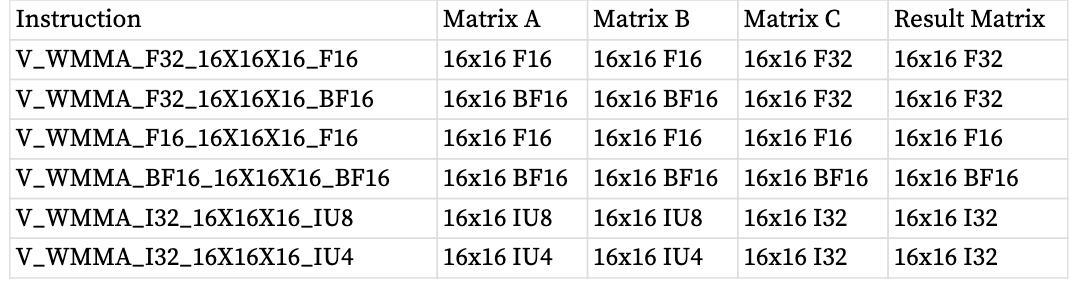 Instruction Matrix A Matrix B Matrix C Result Matrix
V_WMMA_F32_16X16X16_F16 16x16 F16 16x16 F16 16x16 F32 16x16 F32
V_WMMA_F32_16X16X16_BF16 16x16 BF16 16x16 BF16 16x16 F32 16x16 F32
V_WMMA_F16_16X16X16_F16 16x16 F16 16x16 F16 16x16 F16 16x16 F16
V_WMMA_BF16_16X16X16_BF16 16x16 BF16 16x16 BF16 16x16 BF16 16x16 BF16
V_WMMA_I32_16X16X16_IU8 16x16 IU8 16x16 IU8 16x16 I32 16x16 I32
V_WMMA_I32_16X16X16_IU4 16x16 IU4 16x16 IU4 16x16 I32 16x16 I32